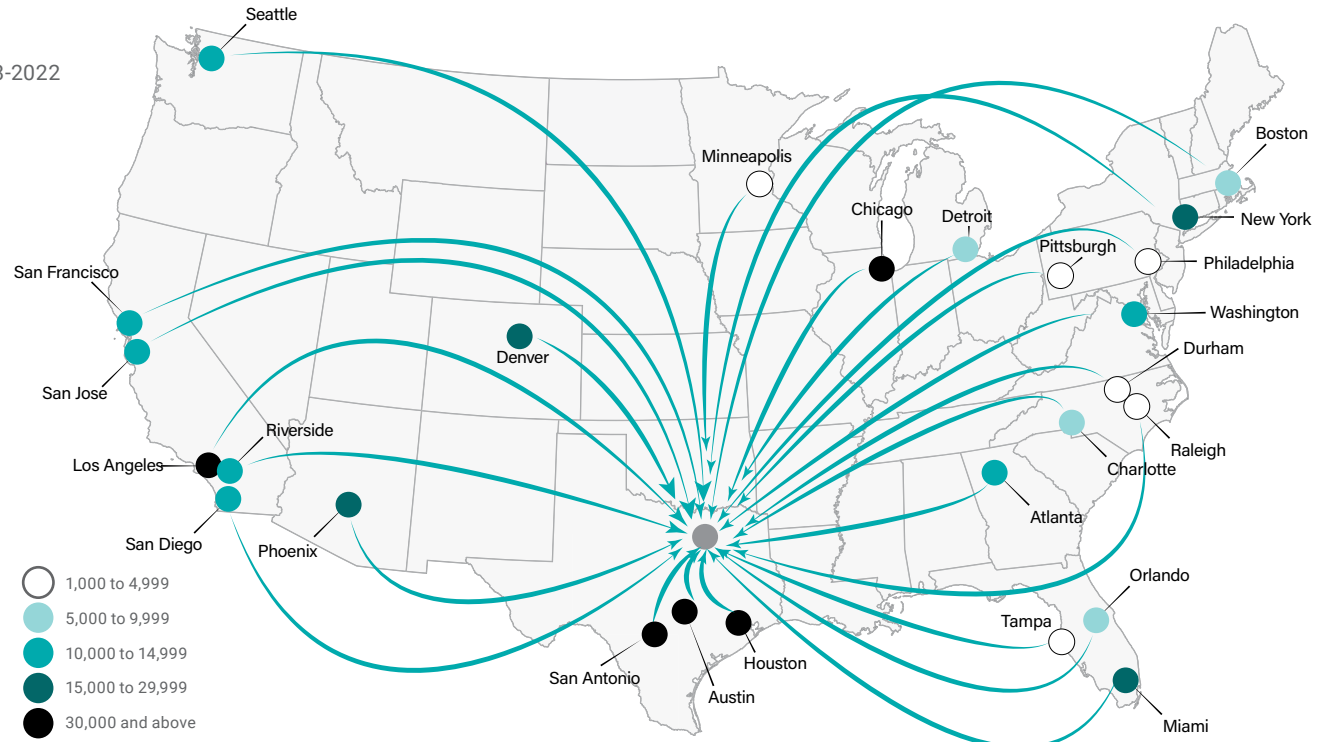 Seattle
3-2022
Boston
Minneapolis
Chicago
Detroit
New York
Pittsburgh
Philadelphia
San Francisco
Washington
Durham
Denver
San Jose
Riverside
Raleigh
Los Angeles
Charlotte
Atlanta
San Diego
Phoenix
Orlando
1,000 to 4,999
5,000 to 9,999
Tampa
10,000 to 14,999
Houston
San Antonio
15,000 to 29,999
Austin
30,000 and above
Miami